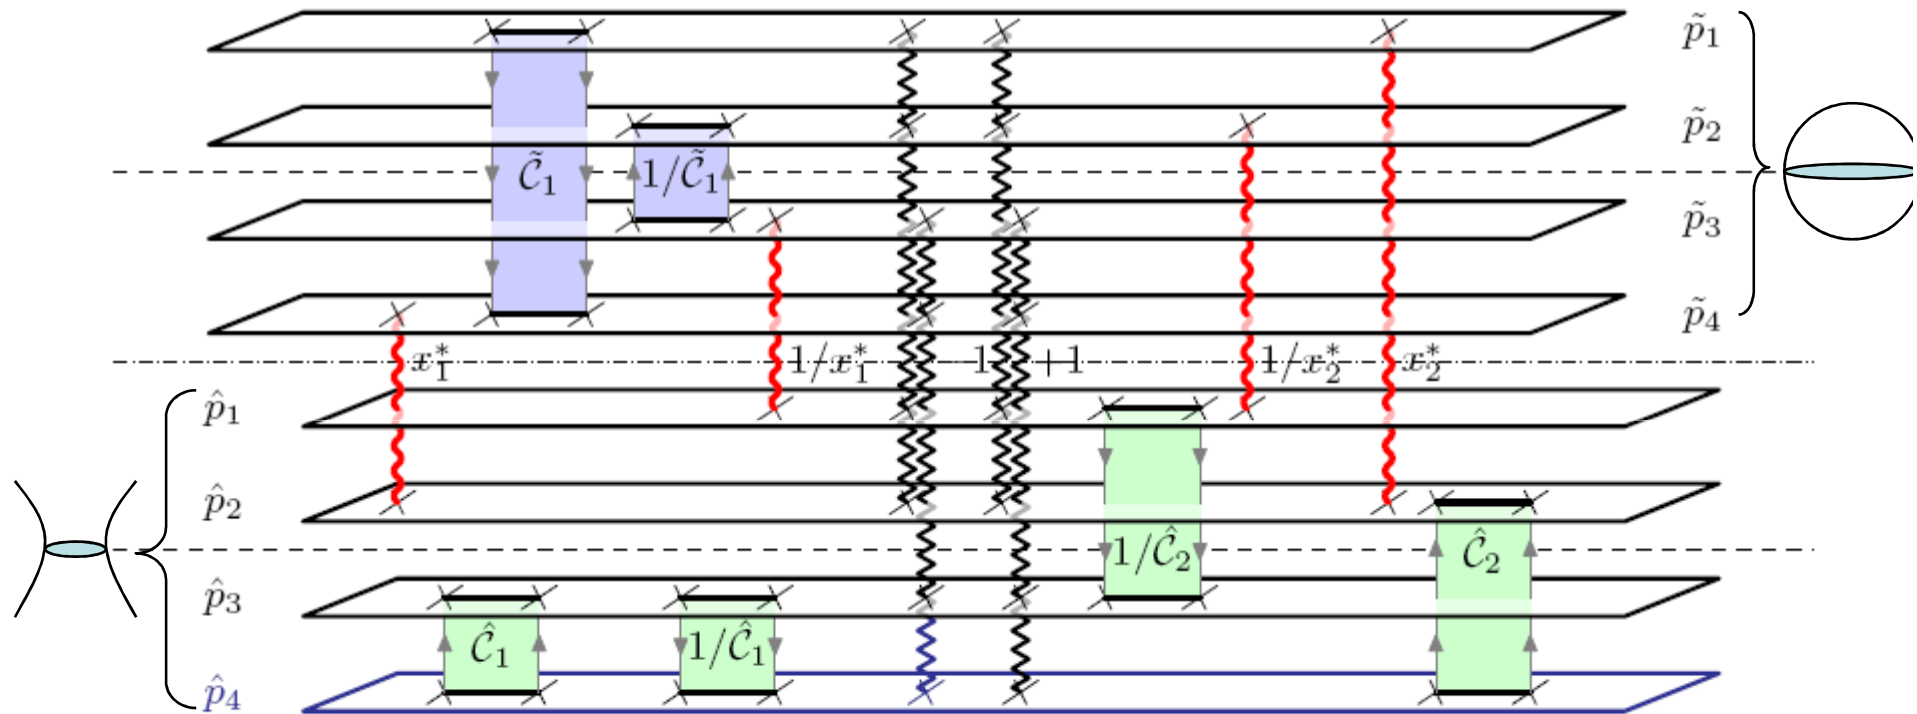 p̃₁
p̃₂
C̃₁ 1/C̃₁
p̃₃
p̃₄
x₁* 1/x₁* 1 +1 1/x₂* x₂*
p̂₁
p̂₂
1/Ĉ₂ Ĉ₂
p̂₃
Ĉ₁ 1/Ĉ₁
p̂₄